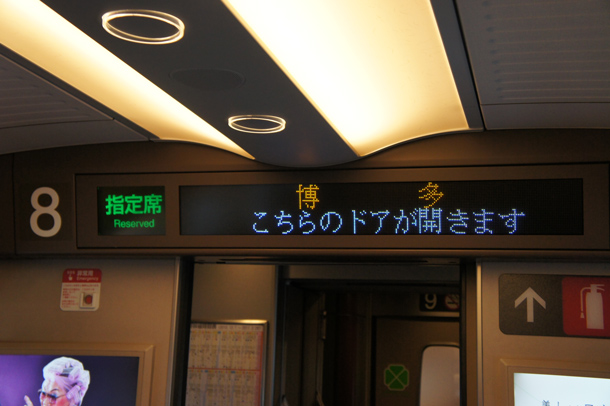 博 多
こちらのドアが開きます
8
指定席
Reserved
Emergency
9